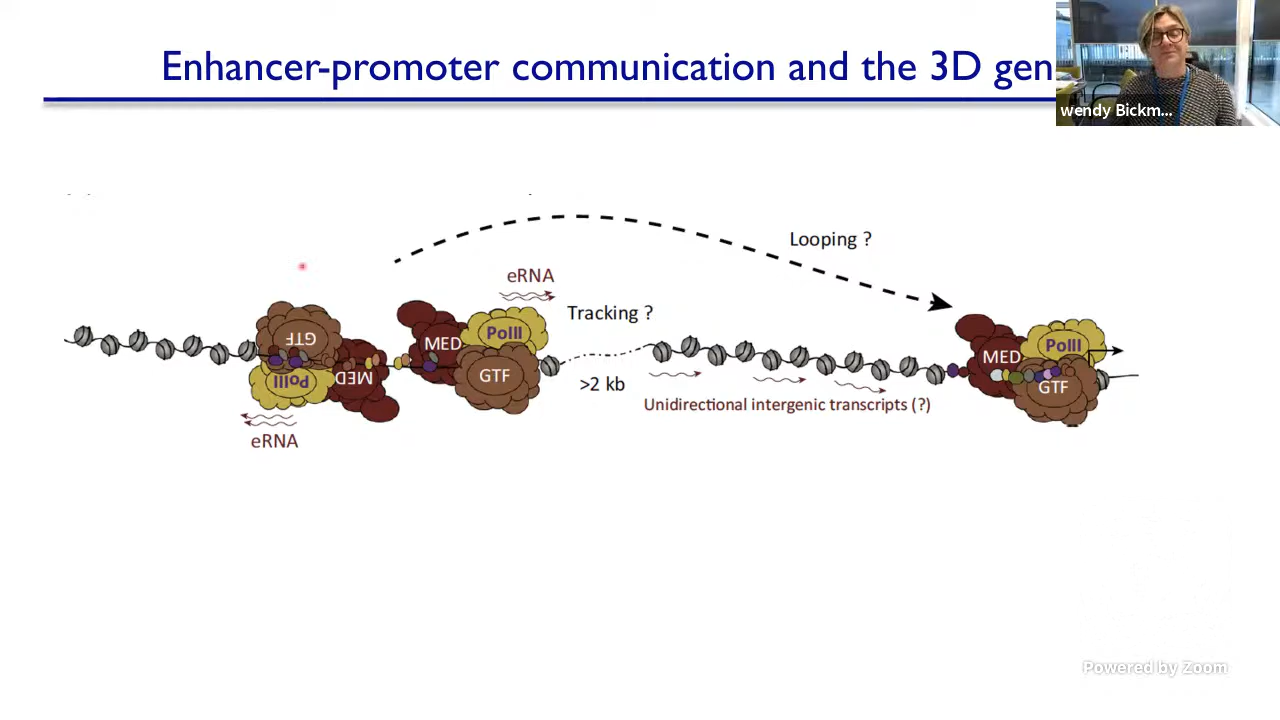 Enhancer-promoter communication and the 3D gen
wendy Bickm...
Looping ?
eRNA
Tracking ?
GTF
PolII
MED
MED
PolII
GTF
>2 kb
Unidirectional intergenic transcripts (?)
MED
PolII
GTF
eRNA
Powered by Zoom